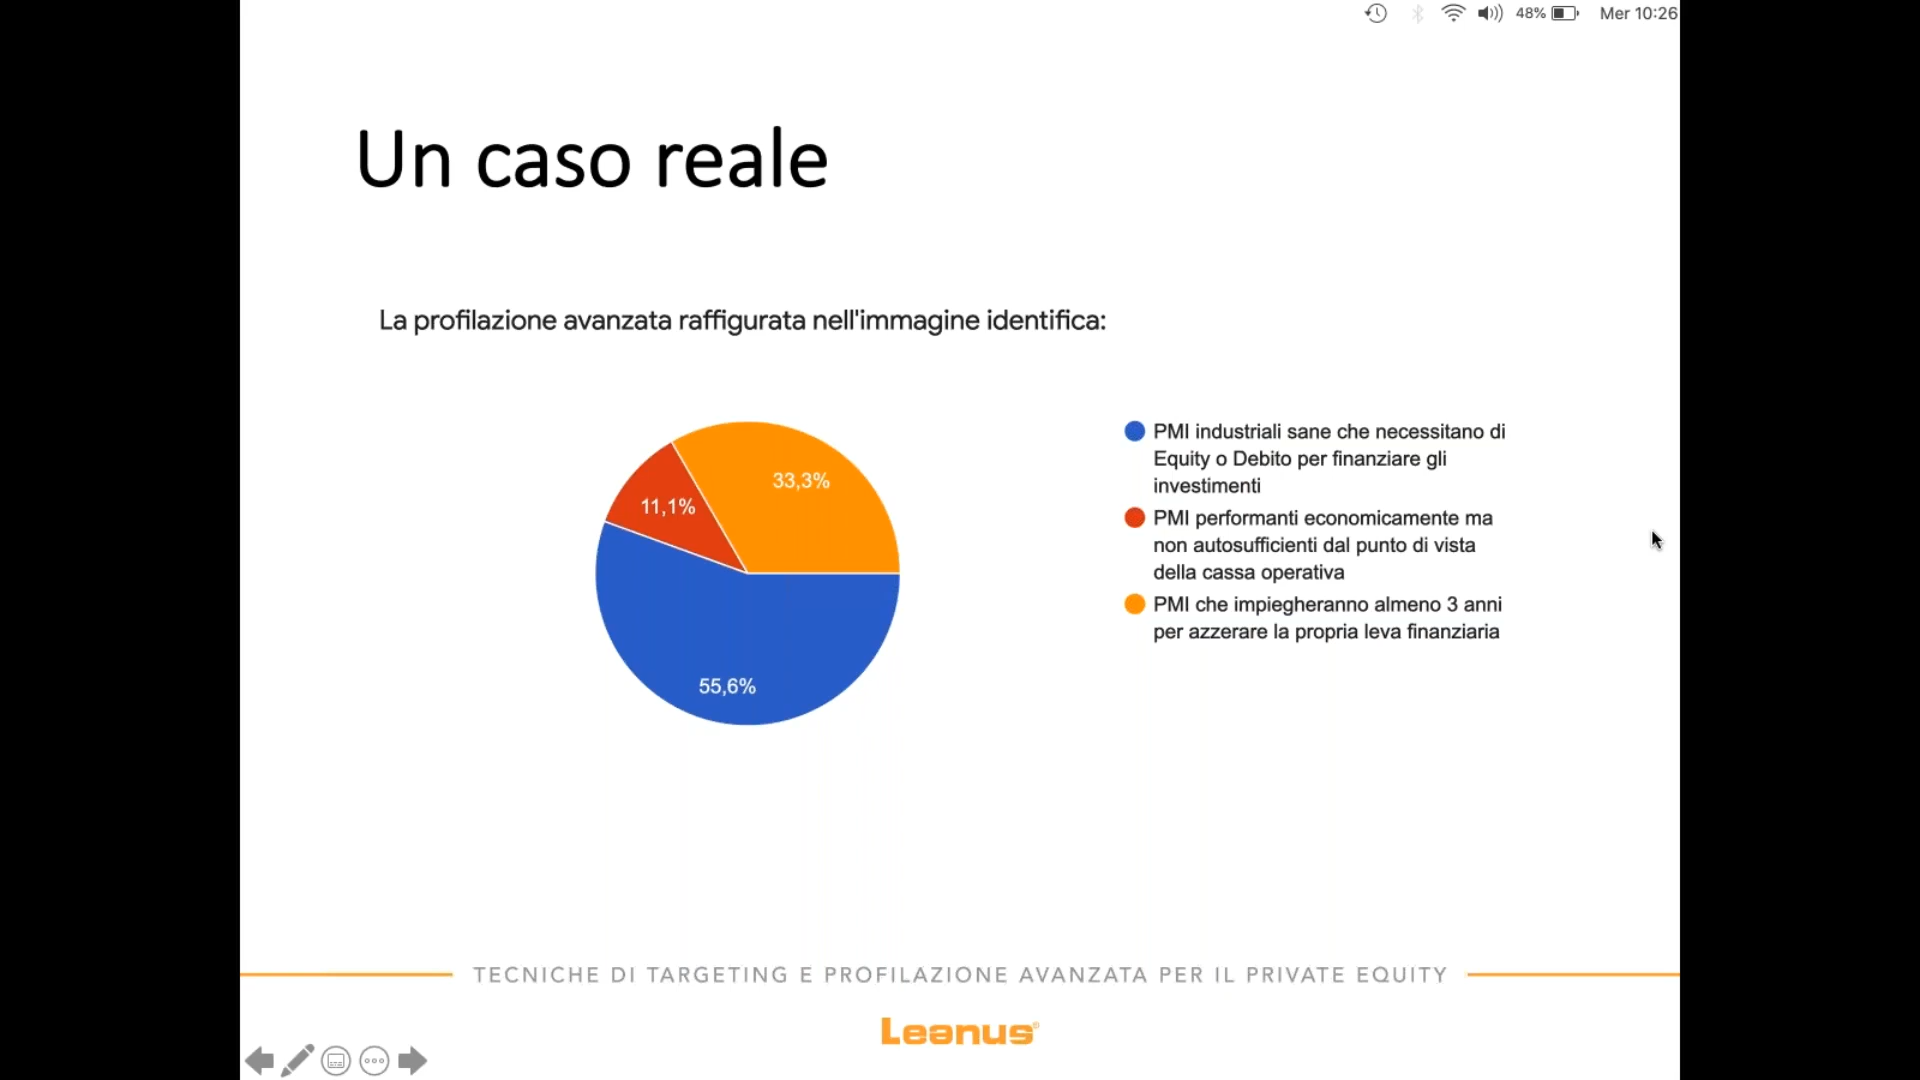 48%
Mer 10:26
Un caso reale
La profilazione avanzata raffigurata nell'immagine identifica:
33,3%
11,1%
55,6%
PMI industriali sane che necessitano di
Equity o Debito per finanziare gli
investimenti
PMI performanti economicamente ma
non autosufficienti dal punto di vista
della cassa operativa
PMI che impiegheranno almeno 3 anni
per azzerare la propria leva finanziaria
TECNICHE DI TARGETING E PROFILAZIONE AVANZATA PER IL PRIVATE EQUITY
Leanus®